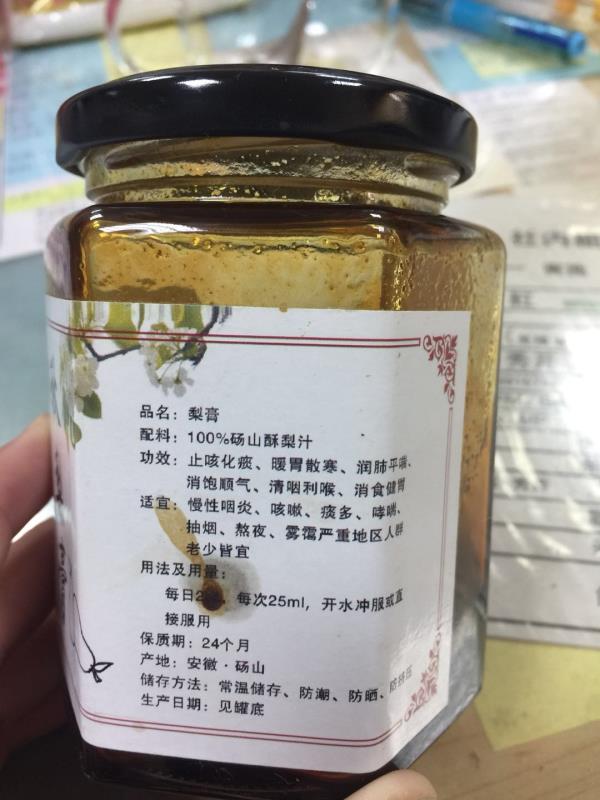 品名：梨膏
配料：100%砀山酥梨汁
功效：止咳化痰、暖胃散寒、润肺平喘、
消饱顺气、清咽利喉、消食健胃
适宜：慢性咽炎、咳嗽、痰多、哮喘、
抽烟、熬夜、雾霭严重地区人群
老少皆宜
用法及用量：
每日2 、每次25ml，开水冲服或直
接服用
保质期：24个月
产地：安徽·砀山
储存方法：常温储存、防潮、防晒、防挤压
生产日期：见罐底